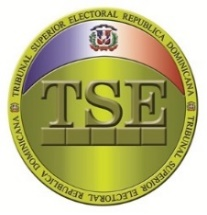 TRIBUNAL SUPERIOR ELECTORAL REPUBLICA DOMINICANA
TSE
TRIBUNAL SUPERIOR ELECTORAL REPUBLICA DOMINICANA